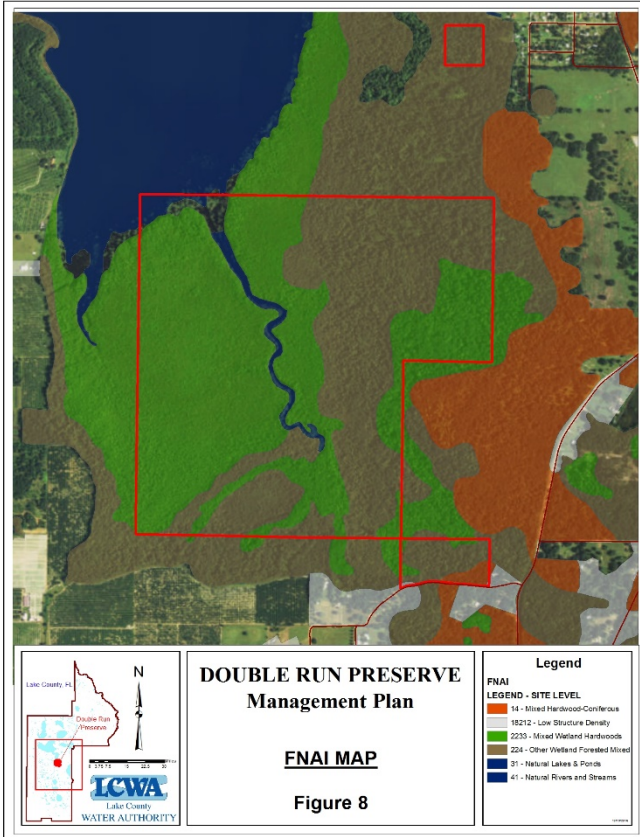 Lake County, FL
Double Run
Preserve
N
LCWA
Lake County
WATER AUTHORITY
DOUBLE RUN PRESERVE
Management Plan
FNAI MAP
Figure 8
Legend
FNAI
LEGEND - SITE LEVEL
14 - Mixed Hardwood-Coniferous
18212 - Low Structure Density
2233 - Mixed Wetland Hardwoods
224 - Other Wetland Forested Mixed
31 - Natural Lakes & Ponds
41 - Natural Rivers and Streams